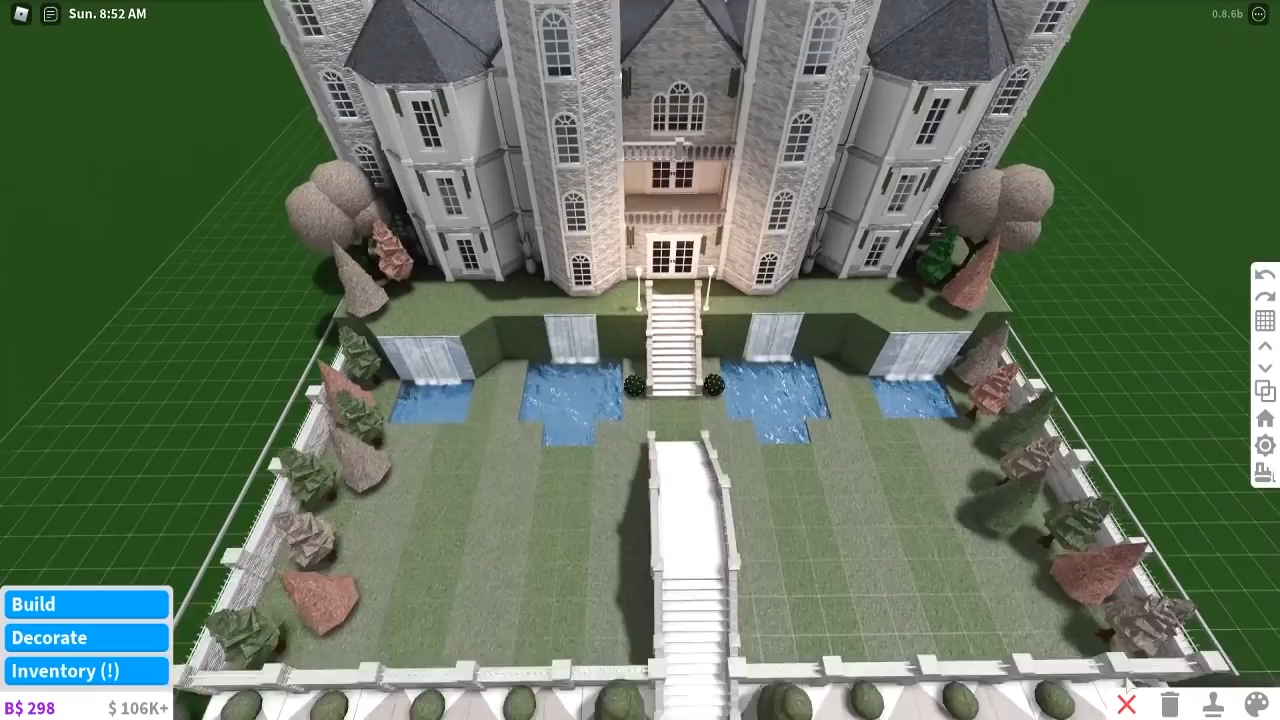 Sun. 8:52 AM
0.8.6b
Build
Decorate
Inventory (!)
B$ 298
$ 106K+